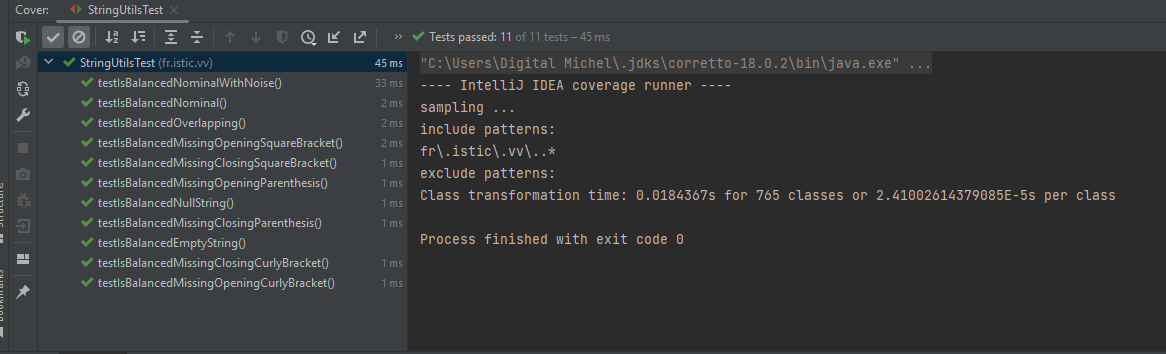 Cover:
StringUtilsTest
Tests passed: 11 of 11 tests – 45 ms
StringUtilsTest (fr.istic.vv) 45 ms
testIsBalancedNominalWithNoise() 33 ms
testIsBalancedNominal() 2 ms
testIsBalancedOverlapping() 2 ms
testIsBalancedMissingOpeningSquareBracket() 2 ms
testIsBalancedMissingClosingSquareBracket() 1 ms
testIsBalancedMissingOpeningParenthesis() 1 ms
testIsBalancedNullString() 1 ms
testIsBalancedMissingClosingParenthesis() 1 ms
testIsBalancedEmptyString()
testIsBalancedMissingClosingCurlyBracket() 1 ms
testIsBalancedMissingOpeningCurlyBracket() 1 ms
"C:\Users\Digital Michel\.jdks\corretto-18.0.2\bin\java.exe" ...
---- IntelliJ IDEA coverage runner ----
sampling ...
include patterns:
fr\.istic\.vv\..*
exclude patterns:
Class transformation time: 0.0184367s for 765 classes or 2.41002614379085E-5s per class
Process finished with exit code 0